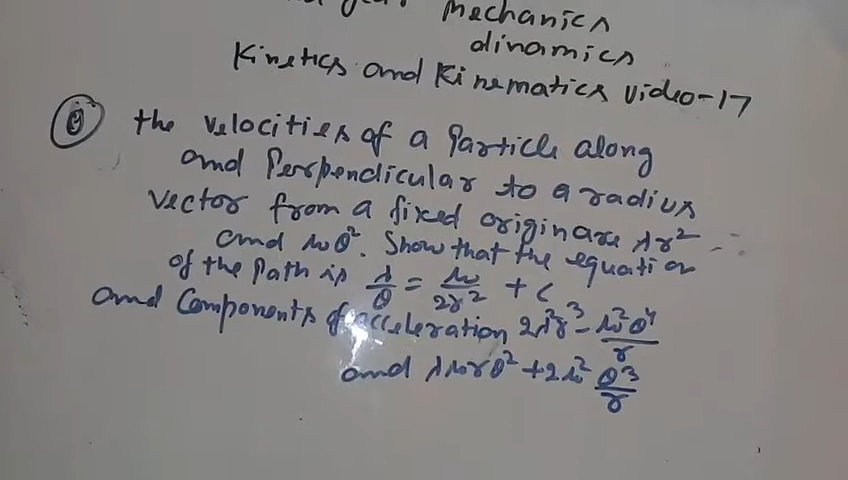 mechanics
dinamics
Kinetics and Kinematics video-17
Q the velocities of a Particle along
and Perpendicular to a radius
vector from a fixed origin are λr²
and μθ². Show that the equation
of the Path is λ/θ = μ/2r² + c
and Components of acceleration 2λ²r³ - μ²θ⁴/r
and λμrθ² + 2μ² θ³/r